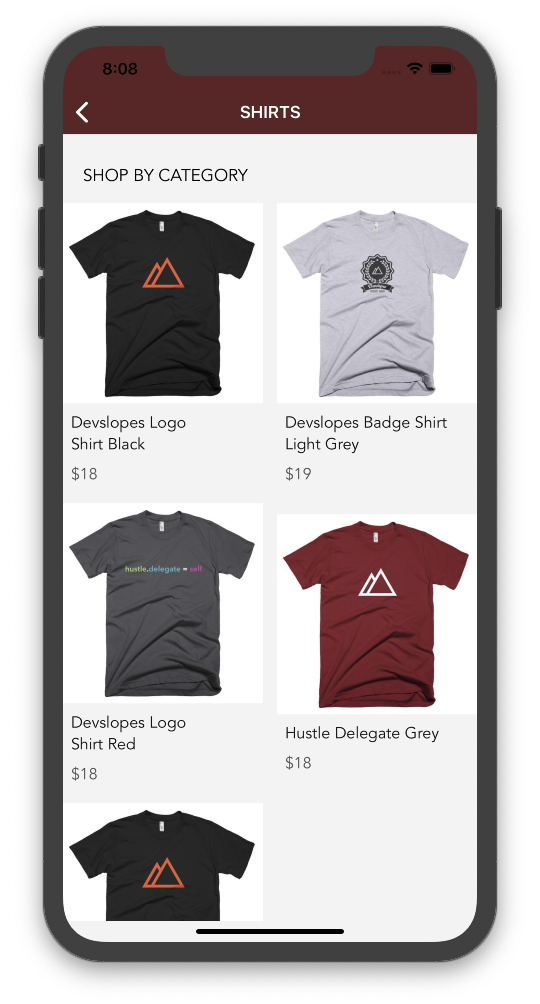 8:08
SHIRTS
SHOP BY CATEGORY
Devslopes Logo
Shirt Black
$18
Devslopes Badge Shirt
Light Grey
$19
hustle.delegate = self
Devslopes Logo
Shirt Red
$18
Hustle Delegate Grey
$18